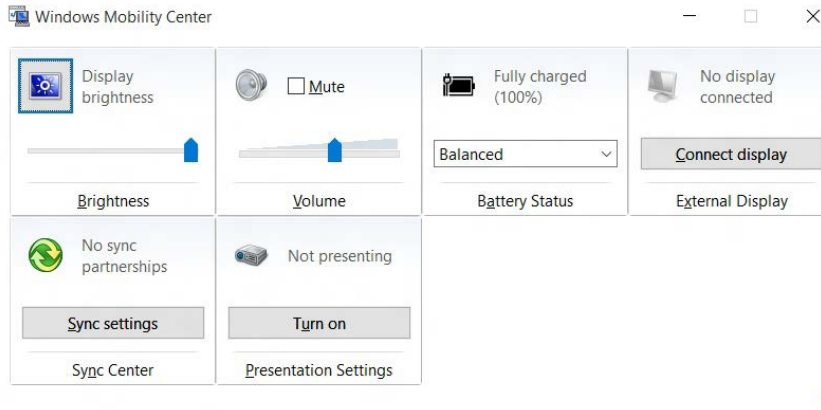 Windows Mobility Center
Display
brightness
Brightness
Mute
Volume
Fully charged
(100%)
Balanced
Battery Status
No display
connected
Connect display
External Display
No sync
partnerships
Sync settings
Sync Center
Not presenting
Turn on
Presentation Settings